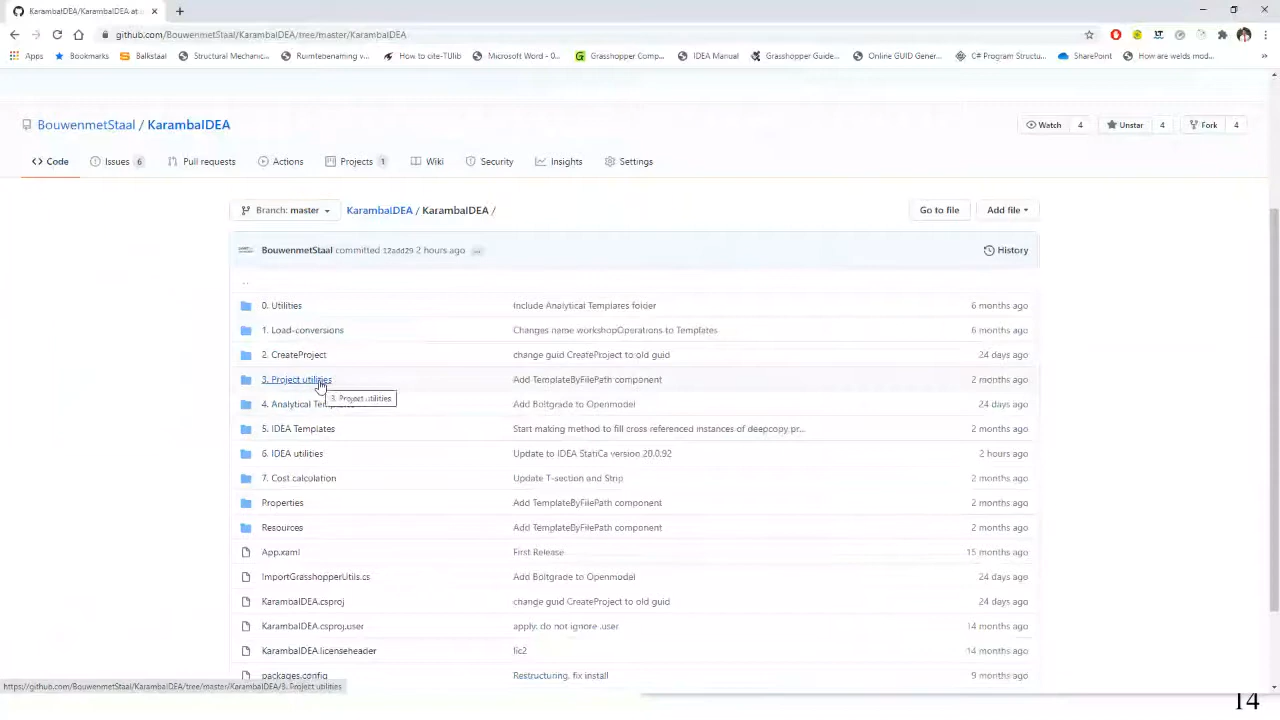 KarambaIDEA/KarambaIDEA at
github.com/BouwenmetStaal/KarambaIDEA/tree/master/KarambaIDEA
Apps Bookmarks Balkstaal Structural Mechanic... Ruimtebenaming... How to cite-TUlib Microsoft Word - 0... Grasshopper Comp... IDEA Manual Grasshopper Guide... Online GUID Gener... C# Program Structu... SharePoint How are welds mod...
BouwenmetStaal / KarambaIDEA
Watch 4 Unstar 4 Fork 4
Code Issues 6 Pull requests Actions Projects 1 Wiki Security Insights Settings
Branch: master KarambaIDEA / KarambaIDEA / Go to file Add file
BouwenmetStaal committed 12add29 2 hours ago ... History
..
0. Utilities Include Analytical Templates folder 6 months ago
1. Load-conversions Changes name workshopOperations to Templates 6 months ago
2. CreateProject change guid CreateProject to old guid 24 days ago
3. Project utilities Add TemplateByFilePath component 2 months ago
3. Project utilities
4. Analytical Add Boltgrade to Openmodel 24 days ago
5. IDEA Templates Start making method to fill cross referenced instances of deepcopy pr... 2 months ago
6. IDEA utilities Update to IDEA StatiCa version 20.0.92 2 hours ago
7. Cost calculation Update T-section and Strip 2 months ago
Properties Add TemplateByFilePath component 2 months ago
Resources Add TemplateByFilePath component 2 months ago
App.xaml First Release 15 months ago
ImportGrasshopperUtils.cs Add Boltgrade to Openmodel 24 days ago
KarambaIDEA.csproj change guid CreateProject to old guid 24 days ago
KarambaIDEA.csproj.user apply. do not ignore .user 14 months ago
KarambaIDEA.licenseheader lic2 14 months ago
packages.config Restructuring, fix install 9 months ago
https://github.com/BouwenmetStaal/KarambaIDEA/tree/master/KarambaIDEA/3. Project utilities
14